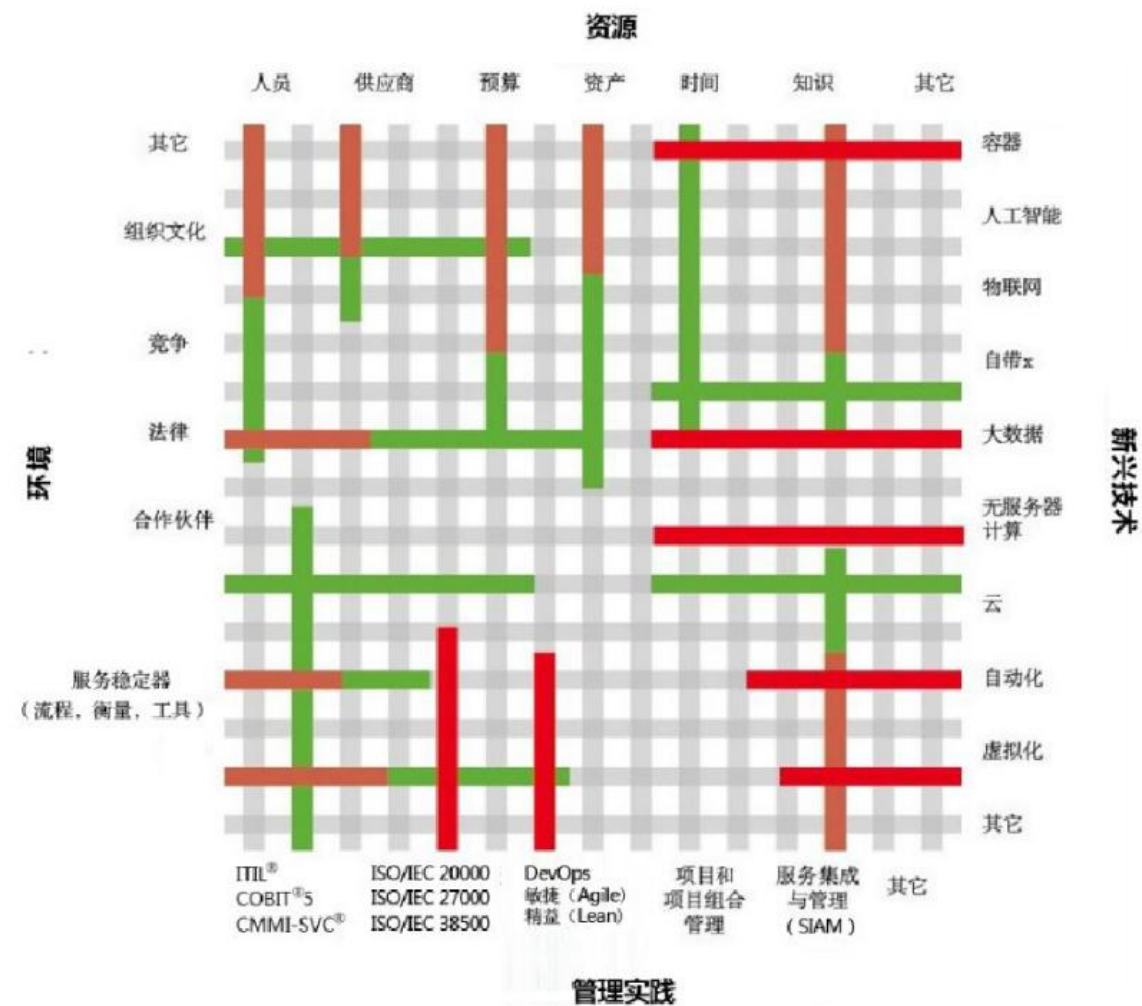 资源
人员 供应商 预算 资产 时间 知识 其它
其它
组织文化
竞争
法律
合作伙伴
服务稳定器
（流程，衡量，工具）
环境
容器
人工智能
物联网
自带x
大数据
无服务器
计算
云
自动化
虚拟化
其它
新兴技术
ITIL®
COBIT®5
CMMI-SVC®
ISO/IEC 20000
ISO/IEC 27000
ISO/IEC 38500
DevOps
敏捷（Agile）
精益（Lean）
项目和
项目组合
管理
服务集成
与管理
（SIAM）
其它
管理实践